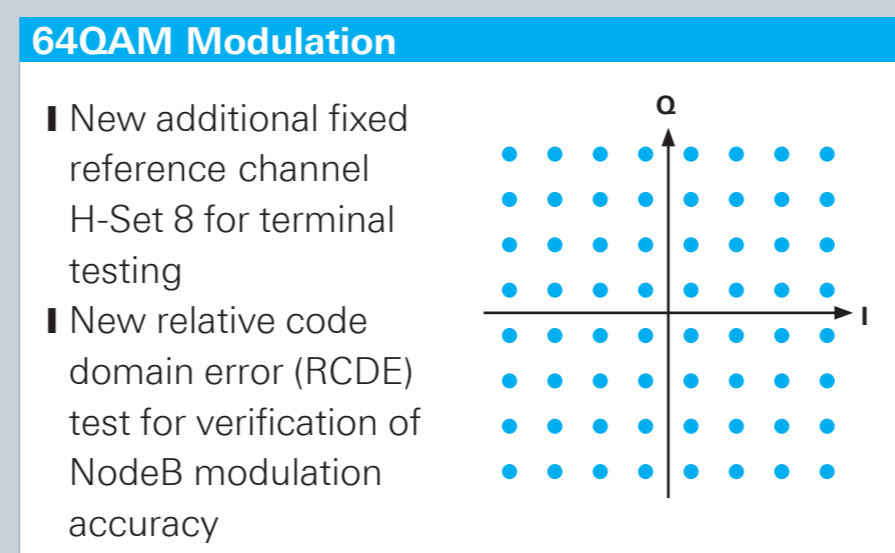 64QAM Modulation
New additional fixed
reference channel
H-Set 8 for terminal
testing
New relative code
domain error (RCDE)
test for verification of
NodeB modulation
accuracy
Q
I